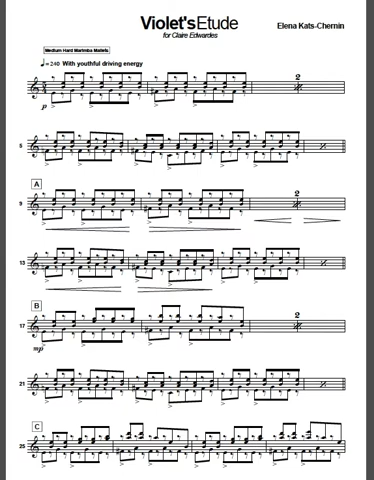 Violet's Etude
for Claire Edwardes
Elena Kats-Chernin
Medium Hard Marimba Mallets
♩= 240 With youthful driving energy
p
2
5
A
9
2
13
B
17
mp
2
21
C
25